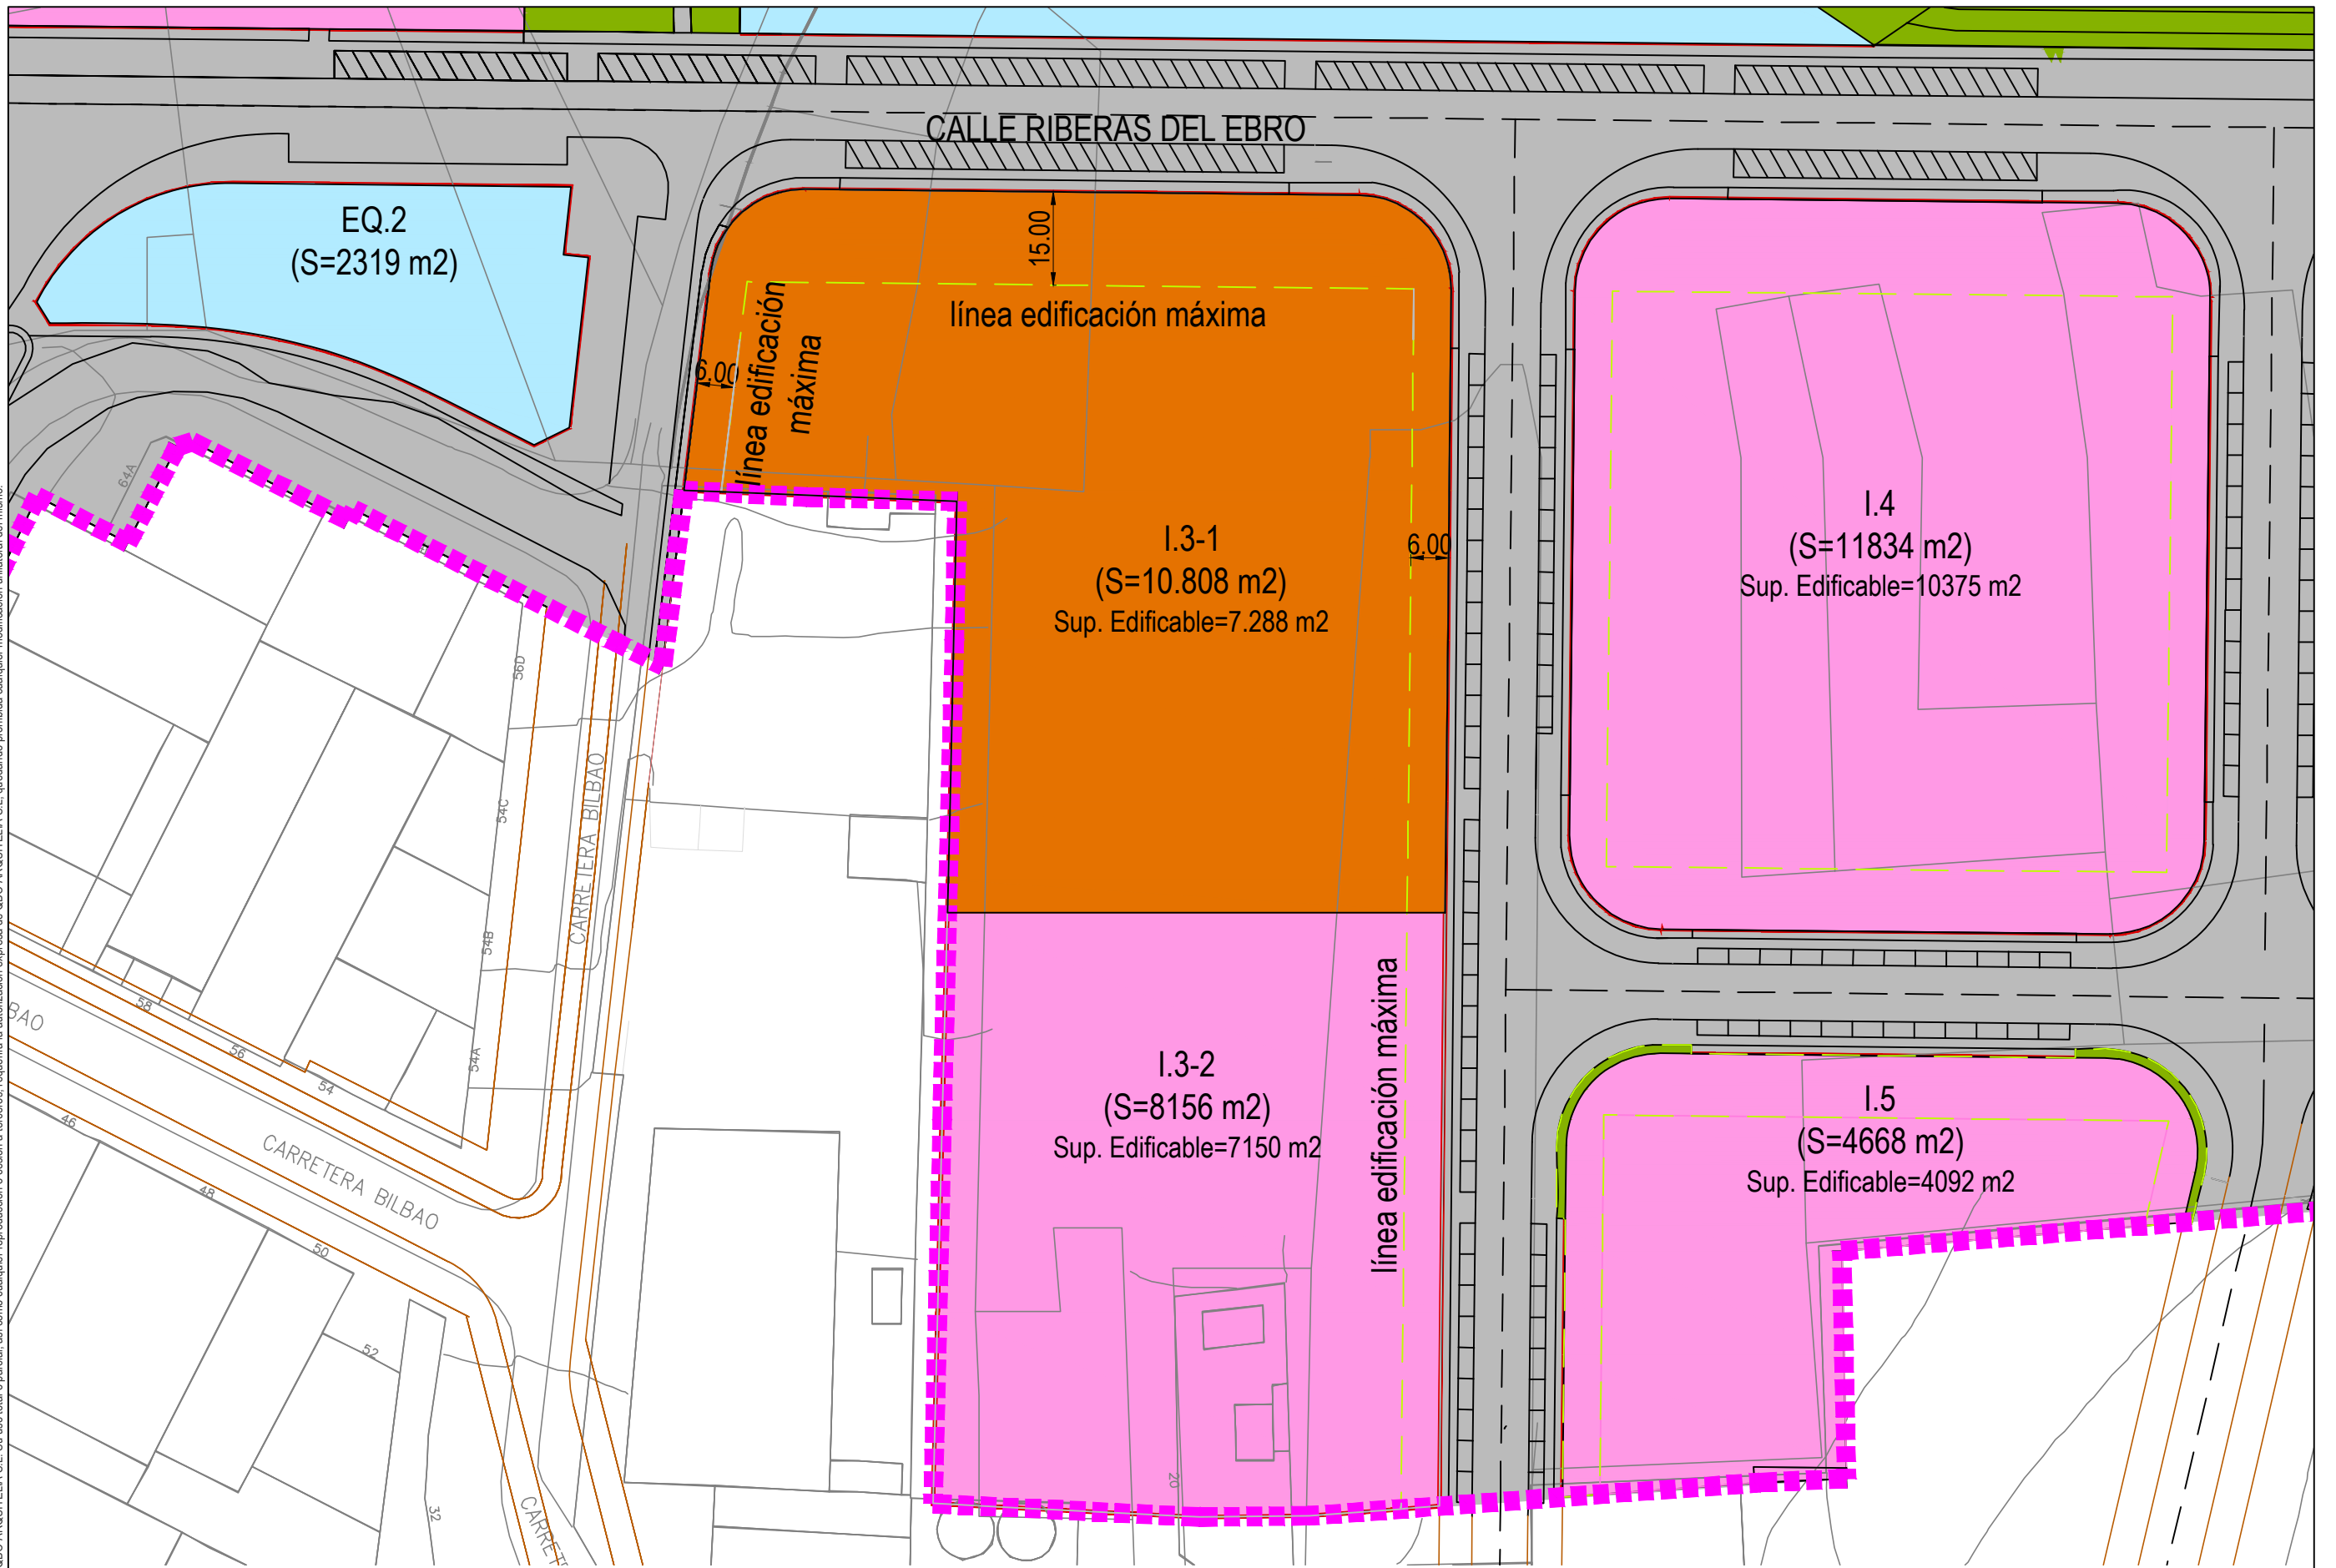 CALLE RIBERAS DEL EBRO
EQ.2
(S=2319 m2)
15.00
línea edificación máxima
línea edificación
máxima
6.00
I.3-1
(S=10.808 m2)
Sup. Edificable=7.288 m2
6.00
I.4
(S=11834 m2)
Sup. Edificable=10375 m2
I.3-2
(S=8156 m2)
Sup. Edificable=7150 m2
línea edificación máxima
I.5
(S=4668 m2)
Sup. Edificable=4092 m2
64A
56D
54C
54B
54A
CARRETERA BILBAO
58
56
54
BAO
46
48
50
52
32
CARRETERA BILBAO
20